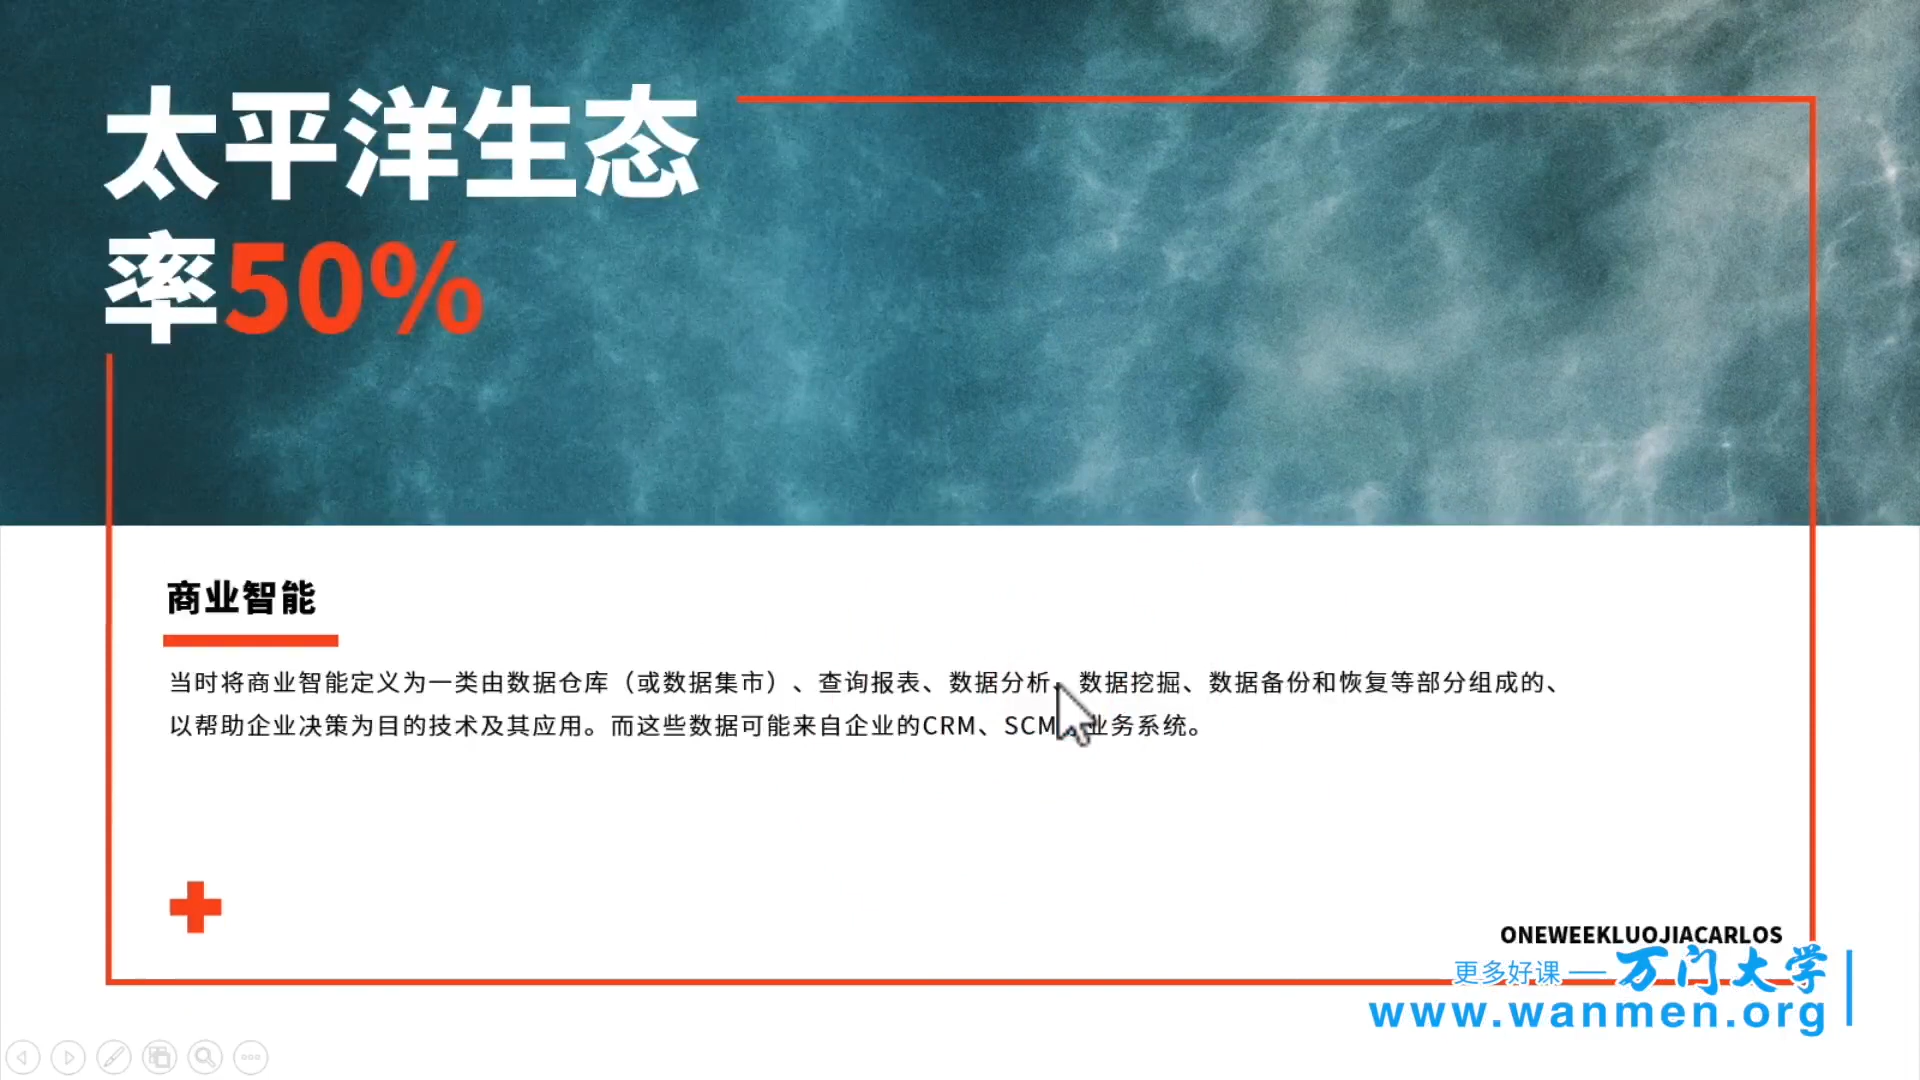 太平洋生态
率50%
商业智能
当时将商业智能定义为一类由数据仓库（或数据集市）、查询报表、数据分析、数据挖掘、数据备份和恢复等部分组成的、
以帮助企业决策为目的技术及其应用。而这些数据可能来自企业的CRM、SCM 业务系统。
ONEWEEKLUOJIACARLOS
更多好课 — 万门大学
www.wanmen.org